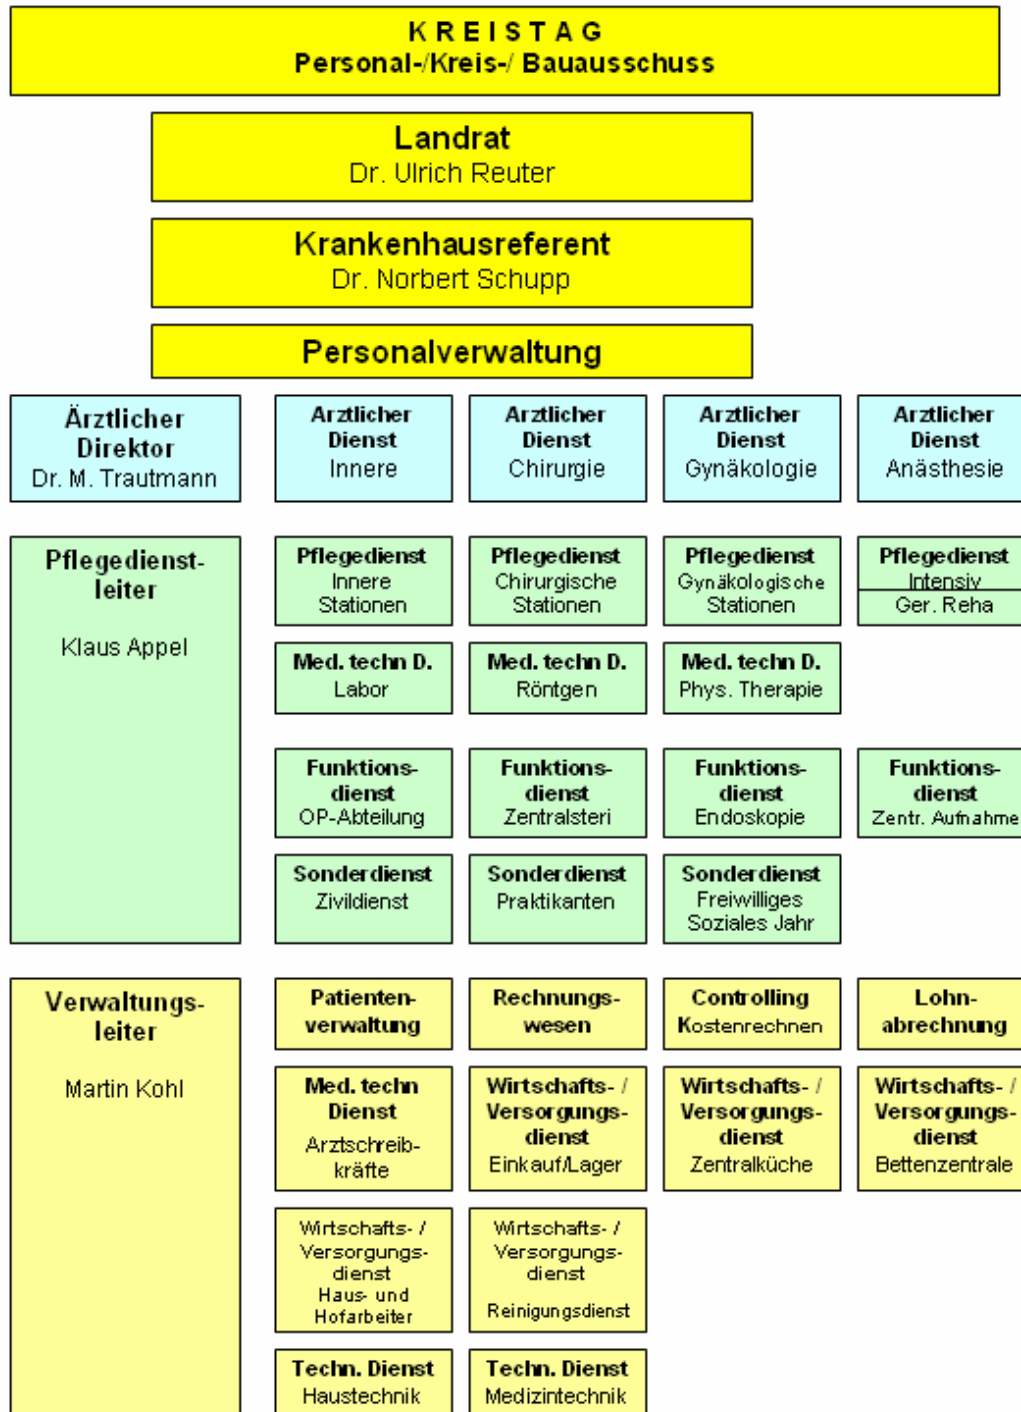 K R E I S T A G
Personal-/Kreis-/ Bauausschuss
Landrat
Dr. Ulrich Reuter
Krankenhausreferent
Dr. Norbert Schupp
Personalverwaltung
Ärztlicher
Direktor
Dr. M. Trautmann
Arztlicher
Dienst
Innere
Arztlicher
Dienst
Chirurgie
Arztlicher
Dienst
Gynäkologie
Arztlicher
Dienst
Anästhesie
Pflegedienst-
leiter
Klaus Appel
Pflegedienst
Innere
Stationen
Pflegedienst
Chirurgische
Stationen
Pflegedienst
Gynäkologische
Stationen
Pflegedienst
Intensiv
Ger. Reha
Med. techn D.
Labor
Med. techn D.
Röntgen
Med. techn D.
Phys. Therapie
Funktions-
dienst
OP-Abteilung
Funktions-
dienst
Zentralsteri
Funktions-
dienst
Endoskopie
Funktions-
dienst
Zentr. Aufnahme
Sonderdienst
Zivildienst
Sonderdienst
Praktikanten
Sonderdienst
Freiwilliges
Soziales Jahr
Verwaltungs-
leiter
Martin Kohl
Patienten-
verwaltung
Rechnungs-
wesen
Controlling
Kostenrechnen
Lohn-
abrechnung
Med. techn
Dienst
Arztschreib-
kräfte
Wirtschafts- /
Versorgungs-
dienst
Einkauf/Lager
Wirtschafts- /
Versorgungs-
dienst
Zentralküche
Wirtschafts- /
Versorgungs-
dienst
Bettenzentrale
Wirtschafts- /
Versorgungs-
dienst
Haus- und
Hofarbeiter
Wirtschafts- /
Versorgungs-
dienst
Reinigungsdienst
Techn. Dienst
Haustechnik
Techn. Dienst
Medizintechnik